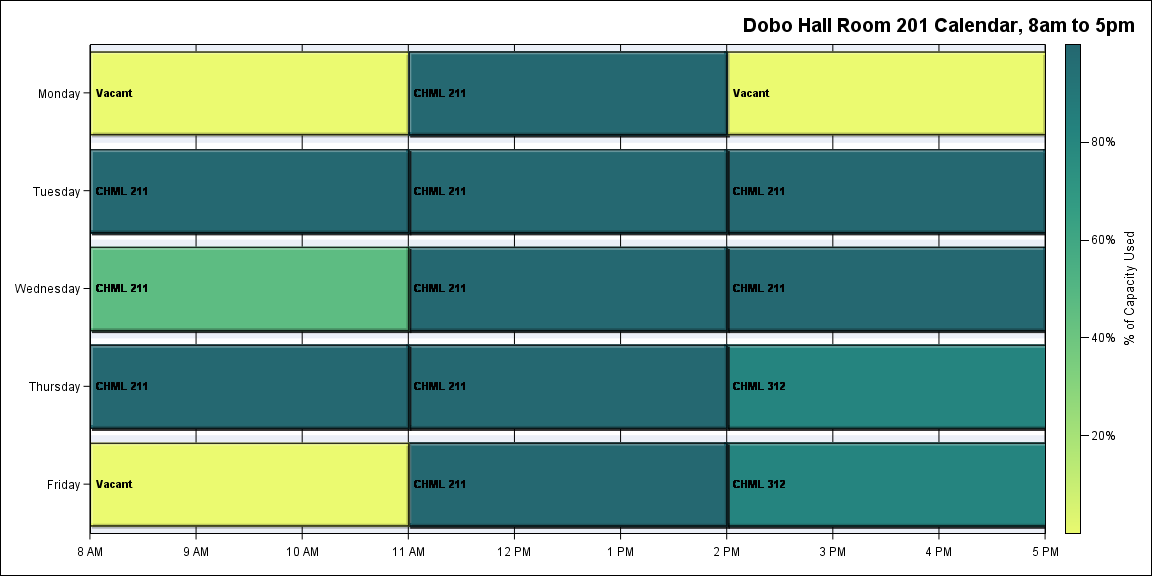 Dobo Hall Room 201 Calendar, 8am to 5pm
Monday
Vacant
CHML 211
Vacant
Tuesday
CHML 211
CHML 211
CHML 211
Wednesday
CHML 211
CHML 211
CHML 211
Thursday
CHML 211
CHML 211
CHML 312
Friday
Vacant
CHML 211
CHML 312
8 AM
9 AM
10 AM
11 AM
12 PM
1 PM
2 PM
3 PM
4 PM
5 PM
80%
60%
40%
20%
% of Capacity Used